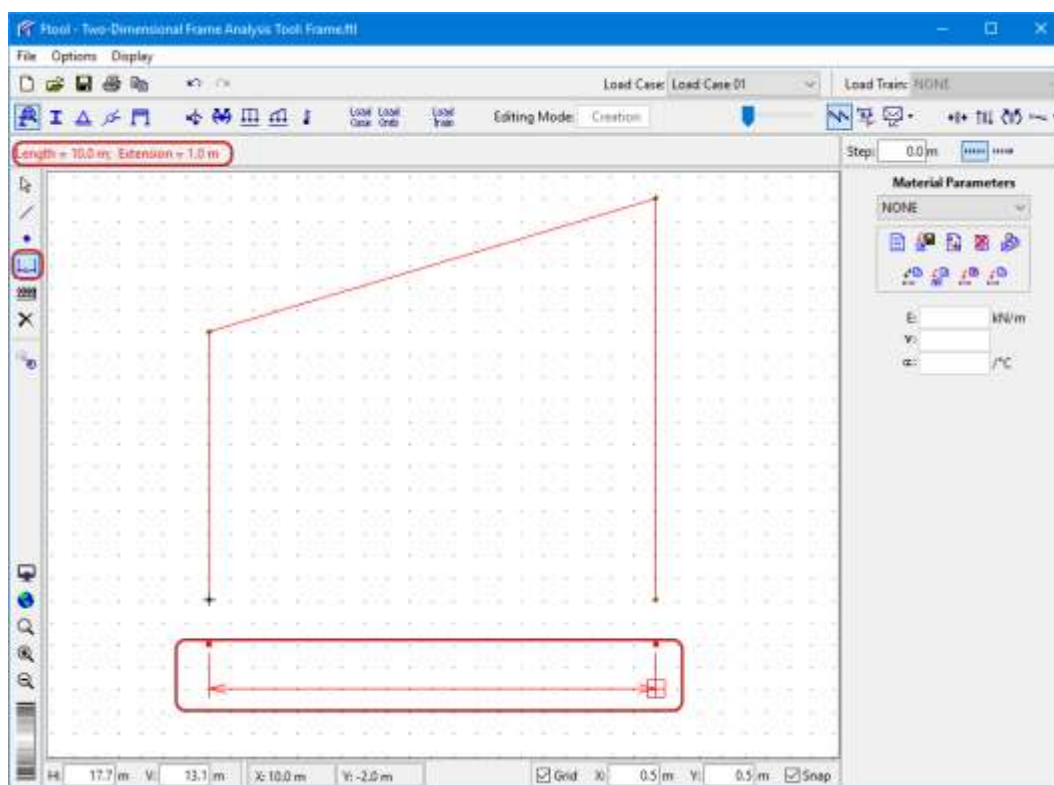 Ftool - Two-Dimensional Frame Analysis Tool: Frame.ftl
File Options Display
Load Case: Load Case 01 Load Train: NONE
Load Case Load Comb Load Train Editing Mode: Creation
Length = 10.0 m; Extension = 1.0 m
Step: 0.0 m
Material Parameters
NONE
E: kN/m
ν:
α: /°C
H: 17.7 m V: 13.1 m X: 10.0 m Y: -2.0 m Grid X: 0.5 m Y: 0.5 m Snap